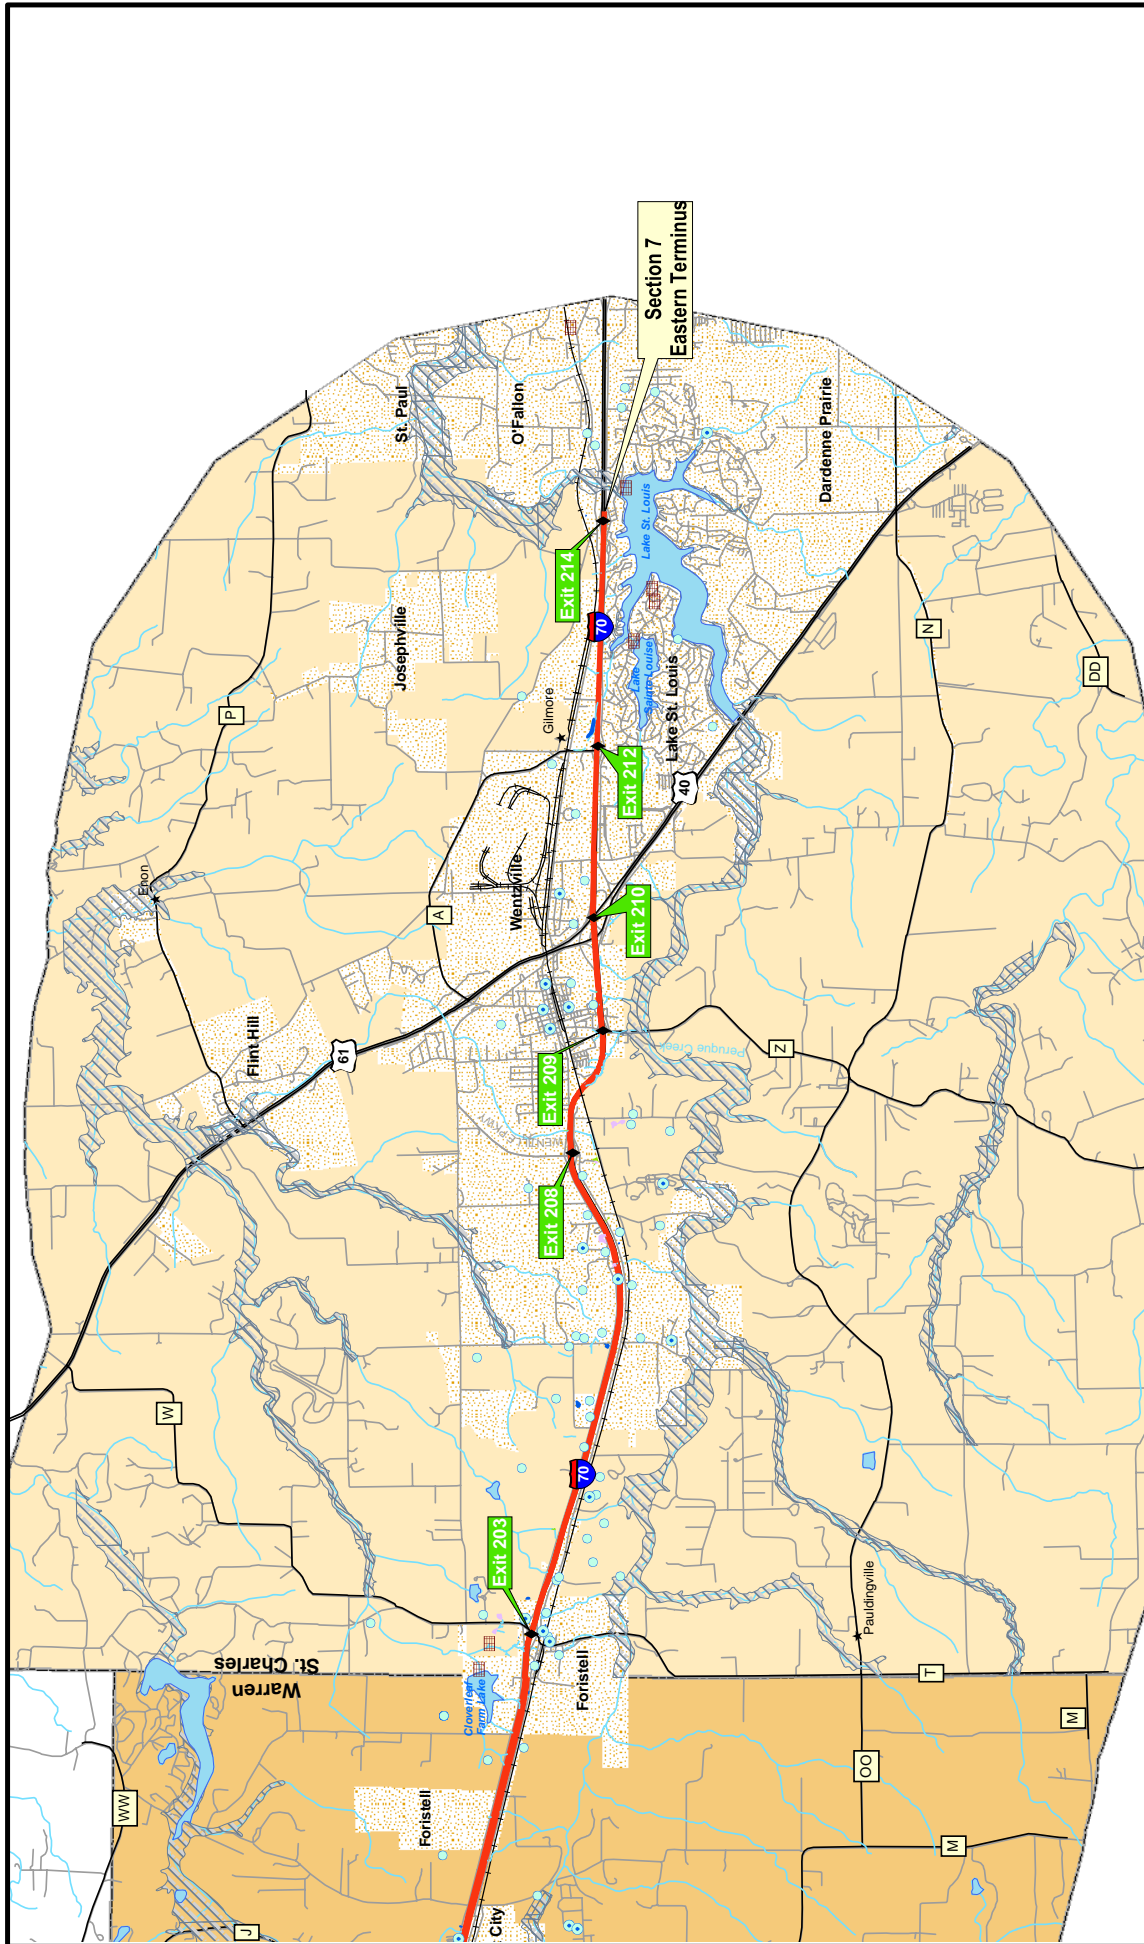 Section 7
Eastern Terminus
St. Paul
O'Fallon
Dardenne Prairie
Lake St. Louis
Exit 214
70
Josephville
P
N
DD
Gilmore
Lake
Sainte Louise
Lake St. Louis
Exit 212
40
Enon
A
Wentzville
Exit 210
Flint Hill
61
Exit 209
Peruque Creek
Z
Exit 208
W
70
Exit 203
Pauldingville
St. Charles
Warren
Cloverleaf
Farm Lake
Foristell
T
M
WW
OO
Foristell
M
J
City